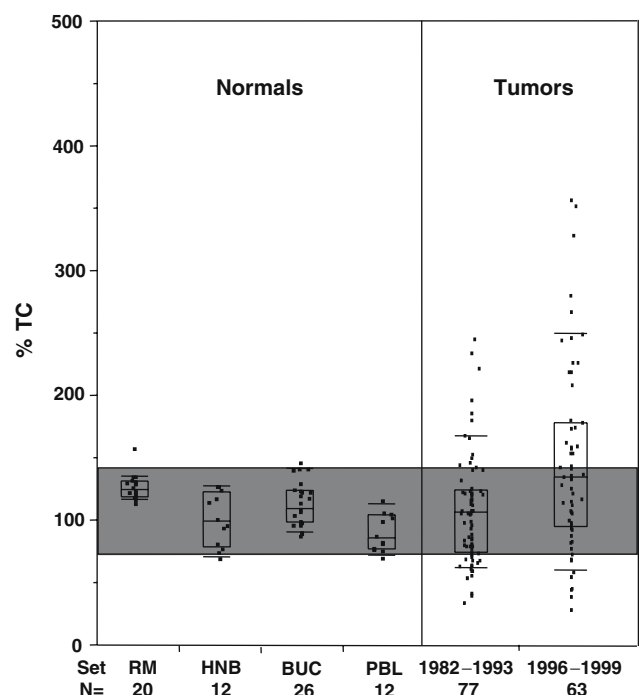 500
Normals
Tumors
400
300
% TC
200
100
0
Set RM HNB BUC PBL 1982–1993 1996–1999
N= 20 12 26 12 77 63